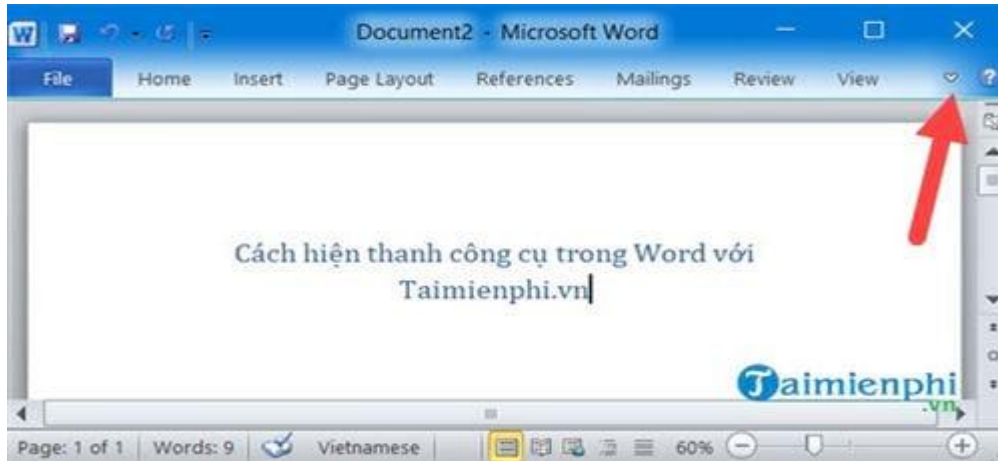 W Document2 - Microsoft Word
File Home Insert Page Layout References Mailings Review View
Cách hiện thanh công cụ trong Word với
Taimienphi.vn
Taimienphi
.vn
Page: 1 of 1 Words: 9 Vietnamese 60%